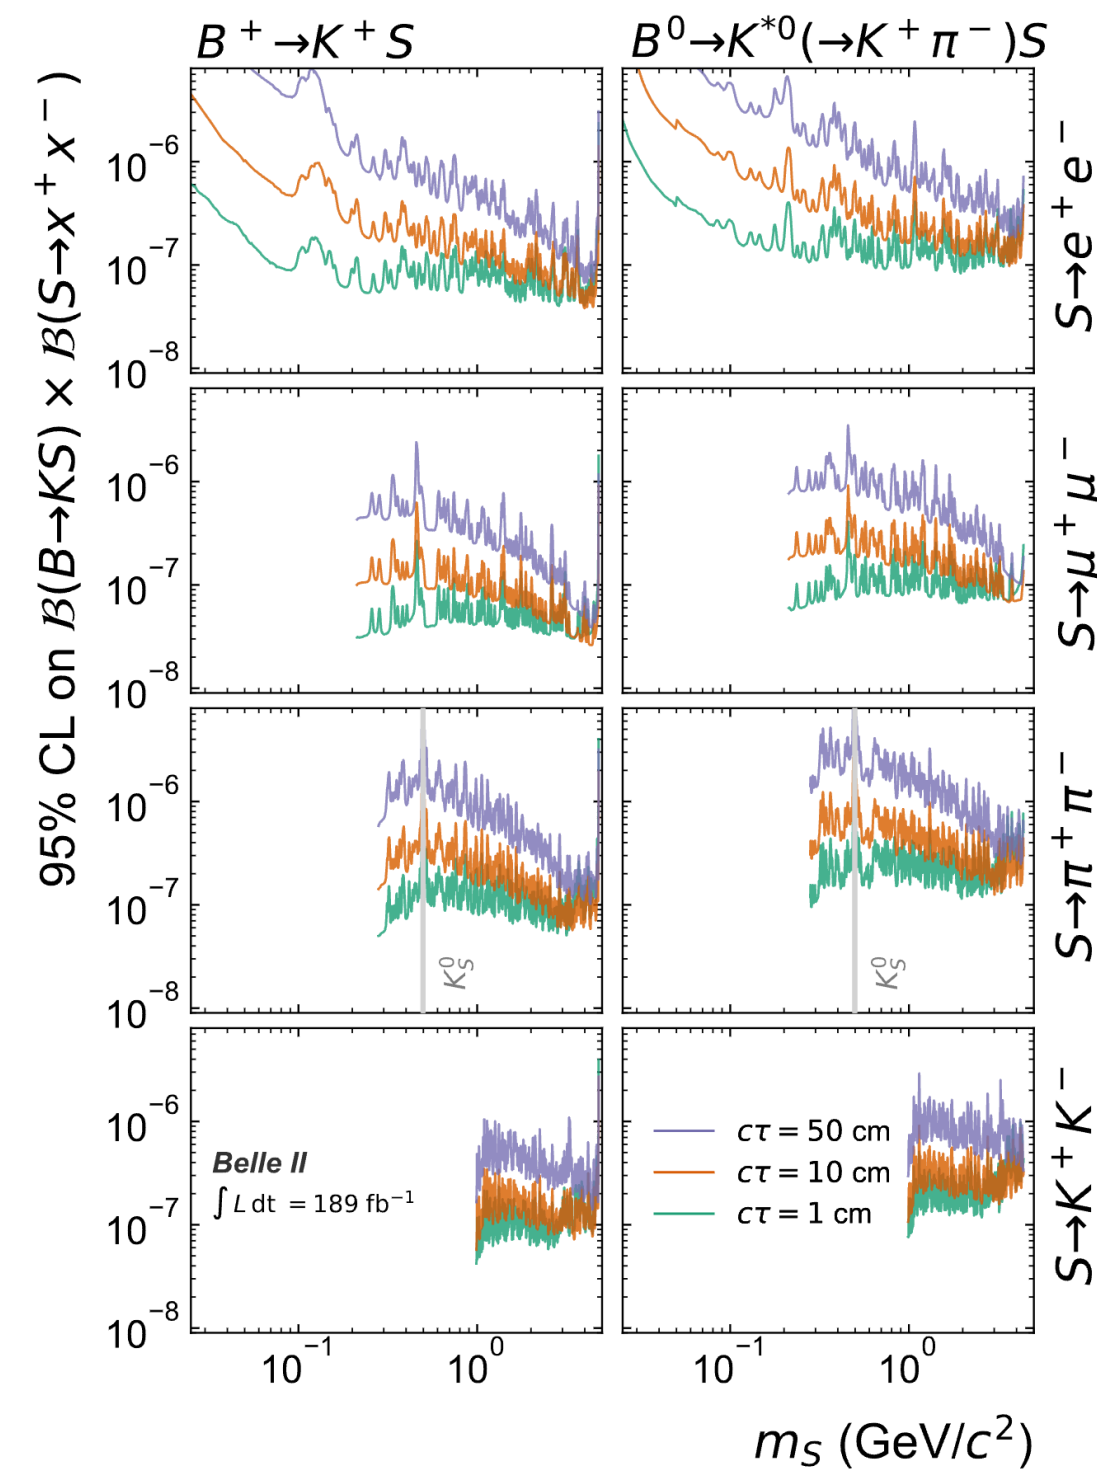 B⁺→K⁺S
B⁰→K*⁰(→K⁺π⁻)S
95% CL on ℬ(B→KS) × ℬ(S→x⁺x⁻)
10⁻⁶
10⁻⁷
10⁻⁸
S→e⁺e⁻
10⁻⁶
10⁻⁷
10⁻⁸
S→μ⁺μ⁻
10⁻⁶
10⁻⁷
10⁻⁸
K_S⁰
K_S⁰
S→π⁺π⁻
10⁻⁶
10⁻⁷
10⁻⁸
Belle II
∫L dt = 189 fb⁻¹
cτ = 50 cm
cτ = 10 cm
cτ = 1 cm
S→K⁺K⁻
10⁻¹ 10⁰ 10⁻¹ 10⁰
m_S (GeV/c²)